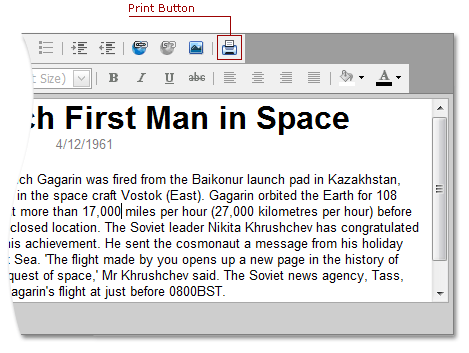 Print Button
Size)
B I U abc A
ch First Man in Space
4/12/1961
ch Gagarin was fired from the Baikonur launch pad in Kazakhstan,
in the space craft Vostok (East). Gagarin orbited the Earth for 108
t more than 17,000 miles per hour (27,000 kilometres per hour) before
closed location. The Soviet leader Nikita Khrushchev has congratulated
is achievement. He sent the cosmonaut a message from his holiday
Sea. 'The flight made by you opens up a new page in the history of
quest of space,' Mr Khrushchev said. The Soviet news agency, Tass,
agarin's flight at just before 0800BST.